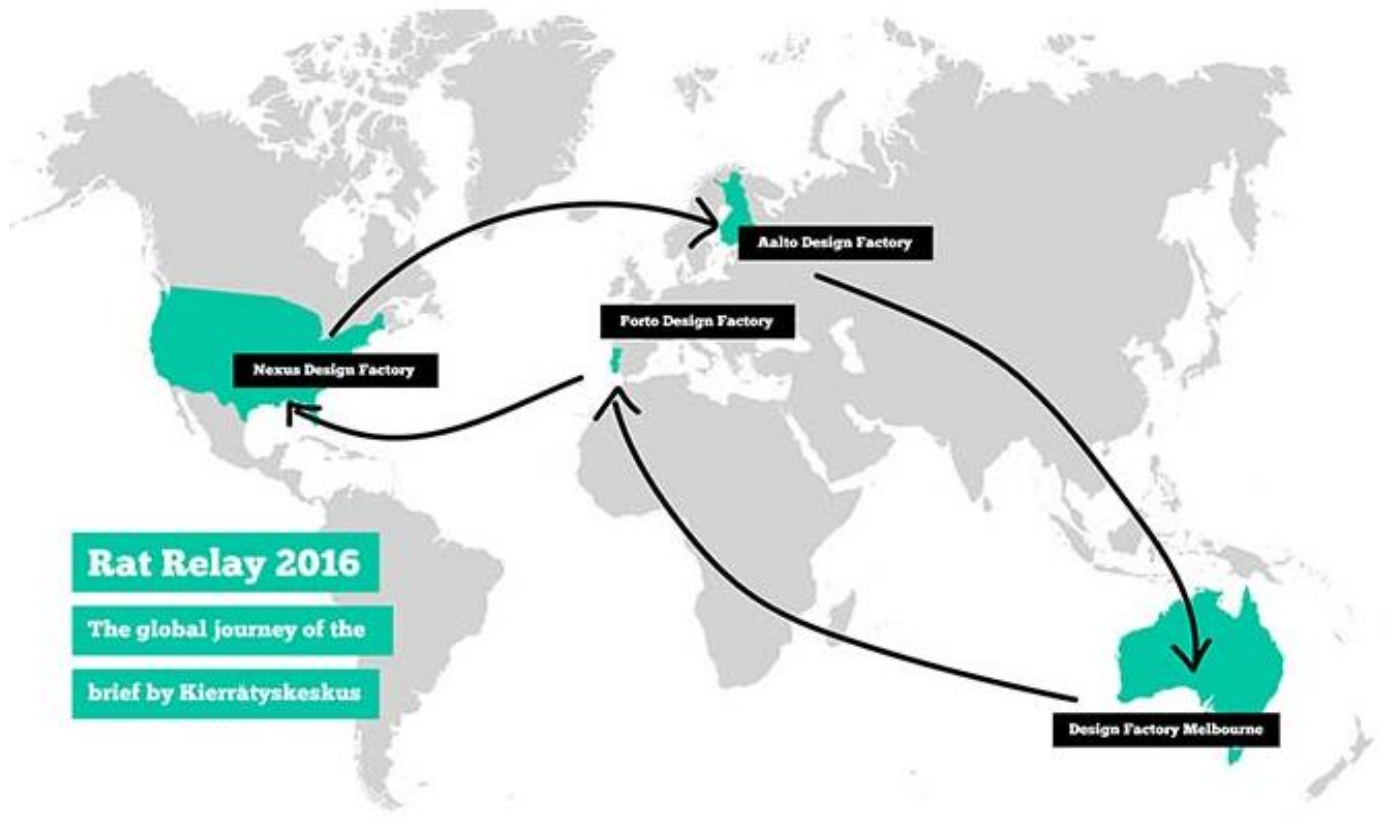 Aalto Design Factory
Porto Design Factory
Nexus Design Factory
Rat Relay 2016
The global journey of the
brief by Kierrätyskeskus
Design Factory Melbourne